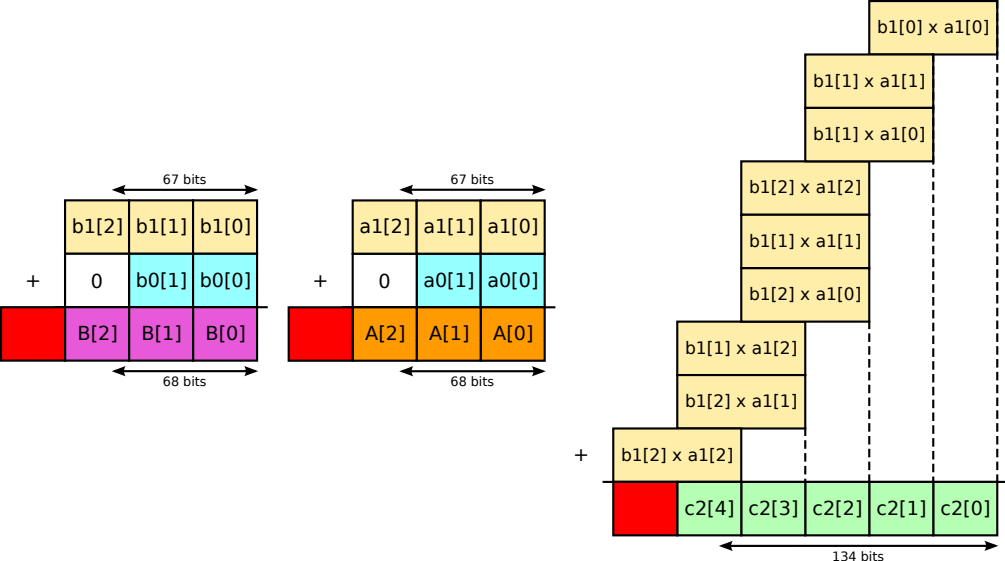 67 bits
b1[2] b1[1] b1[0]
+ 0 b0[1] b0[0]
B[2] B[1] B[0]
68 bits
67 bits
a1[2] a1[1] a1[0]
+ 0 a0[1] a0[0]
A[2] A[1] A[0]
68 bits
b1[0] x a1[0]
b1[1] x a1[1]
b1[1] x a1[0]
b1[2] x a1[2]
b1[1] x a1[1]
b1[2] x a1[0]
b1[1] x a1[2]
b1[2] x a1[1]
+ b1[2] x a1[2]
c2[4] c2[3] c2[2] c2[1] c2[0]
134 bits